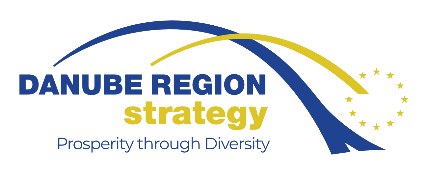 DANUBE REGION
strategy
Prosperity through Diversity